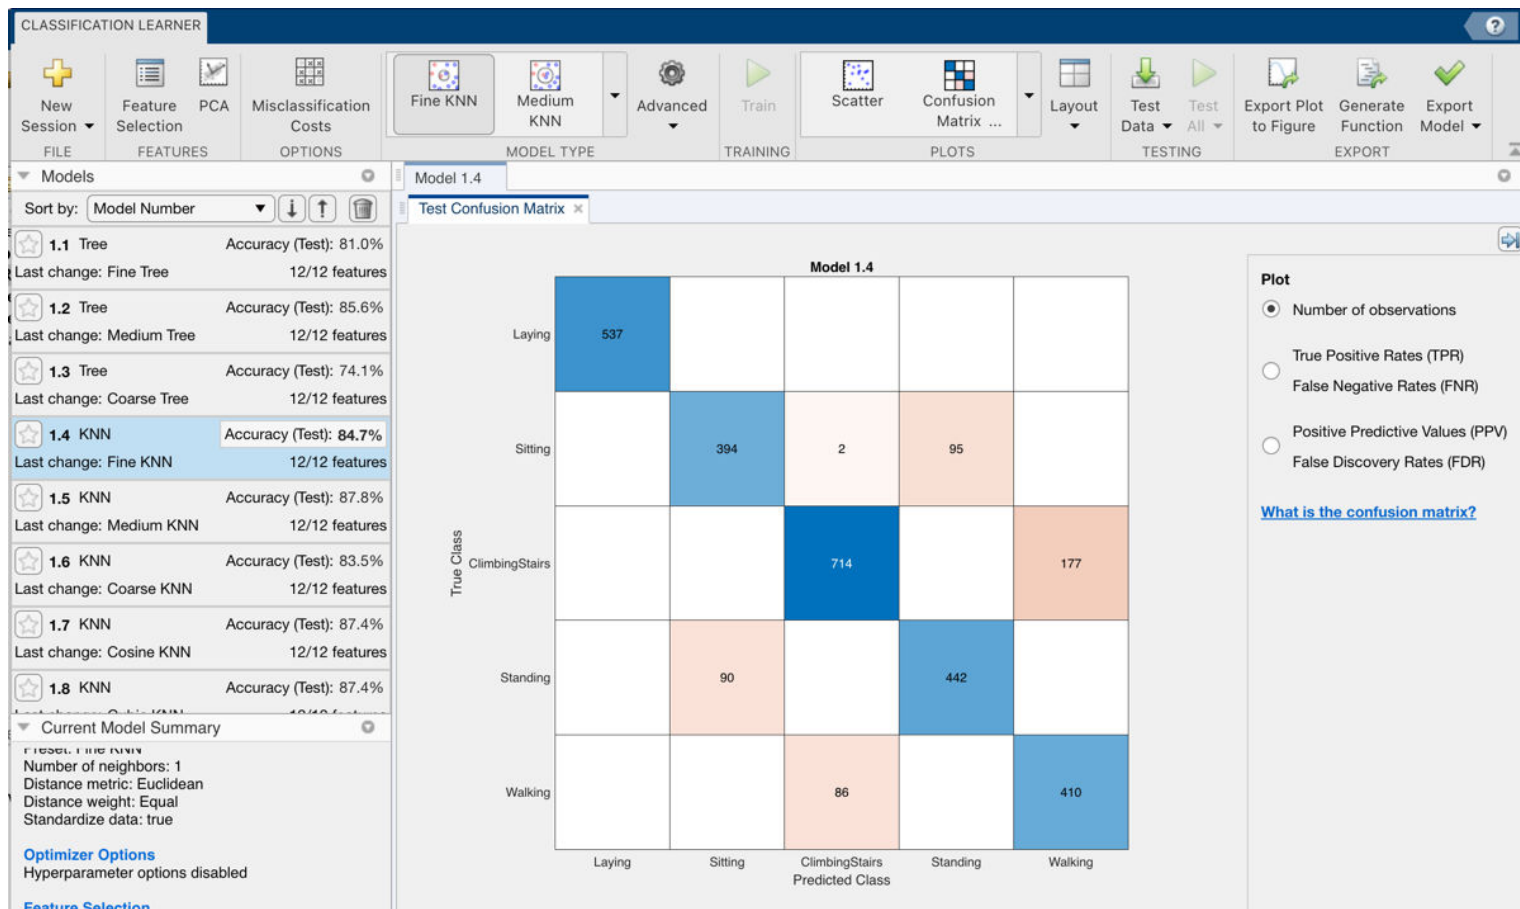 CLASSIFICATION LEARNER
?
New Session
Feature Selection
PCA
Misclassification Costs
Fine KNN
Medium KNN
Advanced
Train
Scatter
Confusion Matrix ...
Layout
Test Data
Test All
Export Plot to Figure
Generate Function
Export Model
FILE
FEATURES
OPTIONS
MODEL TYPE
TRAINING
PLOTS
TESTING
EXPORT
Models
Sort by: Model Number
1.1 Tree Accuracy (Test): 81.0%
Last change: Fine Tree 12/12 features
1.2 Tree Accuracy (Test): 85.6%
Last change: Medium Tree 12/12 features
1.3 Tree Accuracy (Test): 74.1%
Last change: Coarse Tree 12/12 features
1.4 KNN Accuracy (Test): 84.7%
Last change: Fine KNN 12/12 features
1.5 KNN Accuracy (Test): 87.8%
Last change: Medium KNN 12/12 features
1.6 KNN Accuracy (Test): 83.5%
Last change: Coarse KNN 12/12 features
1.7 KNN Accuracy (Test): 87.4%
Last change: Cosine KNN 12/12 features
1.8 KNN Accuracy (Test): 87.4%
Current Model Summary
Preset: Fine KNN
Number of neighbors: 1
Distance metric: Euclidean
Distance weight: Equal
Standardize data: true
Optimizer Options
Hyperparameter options disabled
Feature Selection
Model 1.4
Test Confusion Matrix
Model 1.4
True Class
Laying 537
Sitting 394 2 95
ClimbingStairs 714 177
Standing 90 442
Walking 86 410
Laying Sitting ClimbingStairs Standing Walking
Predicted Class
Plot
Number of observations
True Positive Rates (TPR)
False Negative Rates (FNR)
Positive Predictive Values (PPV)
False Discovery Rates (FDR)
What is the confusion matrix?